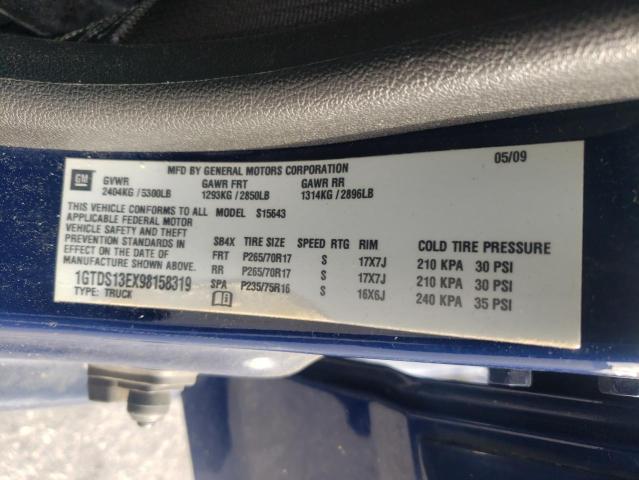 MFD BY GENERAL MOTORS CORPORATION 05/09
GM
GVWR GAWR FRT GAWR RR
2404KG / 5300LB 1293KG / 2850LB 1314KG / 2896LB
THIS VEHICLE CONFORMS TO ALL MODEL S15643
APPLICABLE FEDERAL MOTOR
VEHICLE SAFETY AND THEFT
PREVENTION STANDARDS IN
EFFECT ON THE DATE OF
MANUFACTURE SHOWN ABOVE.
1GTDS13EX98158319
TYPE: TRUCK
SB4X TIRE SIZE SPEED RTG RIM COLD TIRE PRESSURE
FRT P265/70R17 S 17X7J 210 KPA 30 PSI
RR P265/70R17 S 17X7J 210 KPA 30 PSI
SPA P235/75R16 S 16X6J 240 KPA 35 PSI